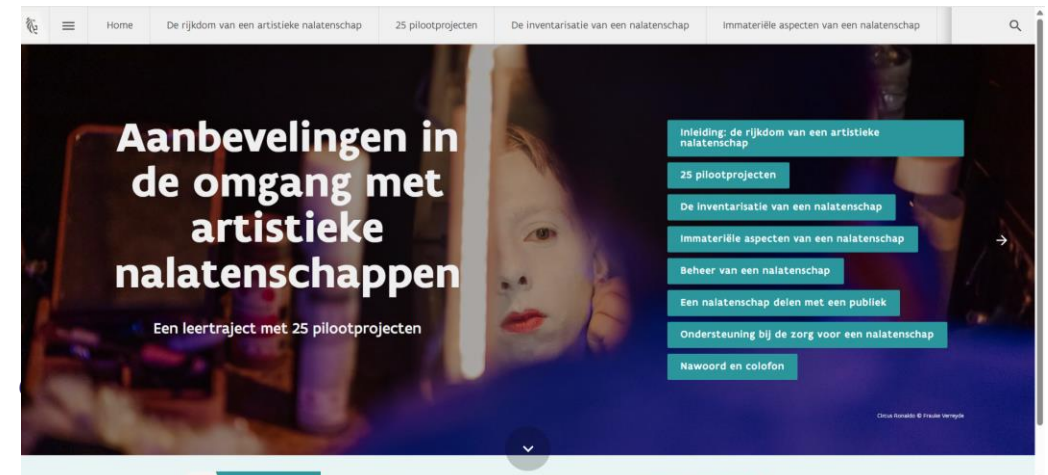 Home
De rijkdom van een artistieke nalatenschap
25 pilootprojecten
De inventarisatie van een nalatenschap
Immateriële aspecten van een nalatenschap
Aanbevelingen in
de omgang met
artistieke
nalatenschappen
Een leertraject met 25 pilootprojecten
Inleiding: de rijkdom van een artistieke
nalatenschap
25 pilootprojecten
De inventarisatie van een nalatenschap
Immateriële aspecten van een nalatenschap
Beheer van een nalatenschap
Een nalatenschap delen met een publiek
Ondersteuning bij de zorg voor een nalatenschap
Nawoord en colofon
Circus Ronaldo © Frauke Verreyde